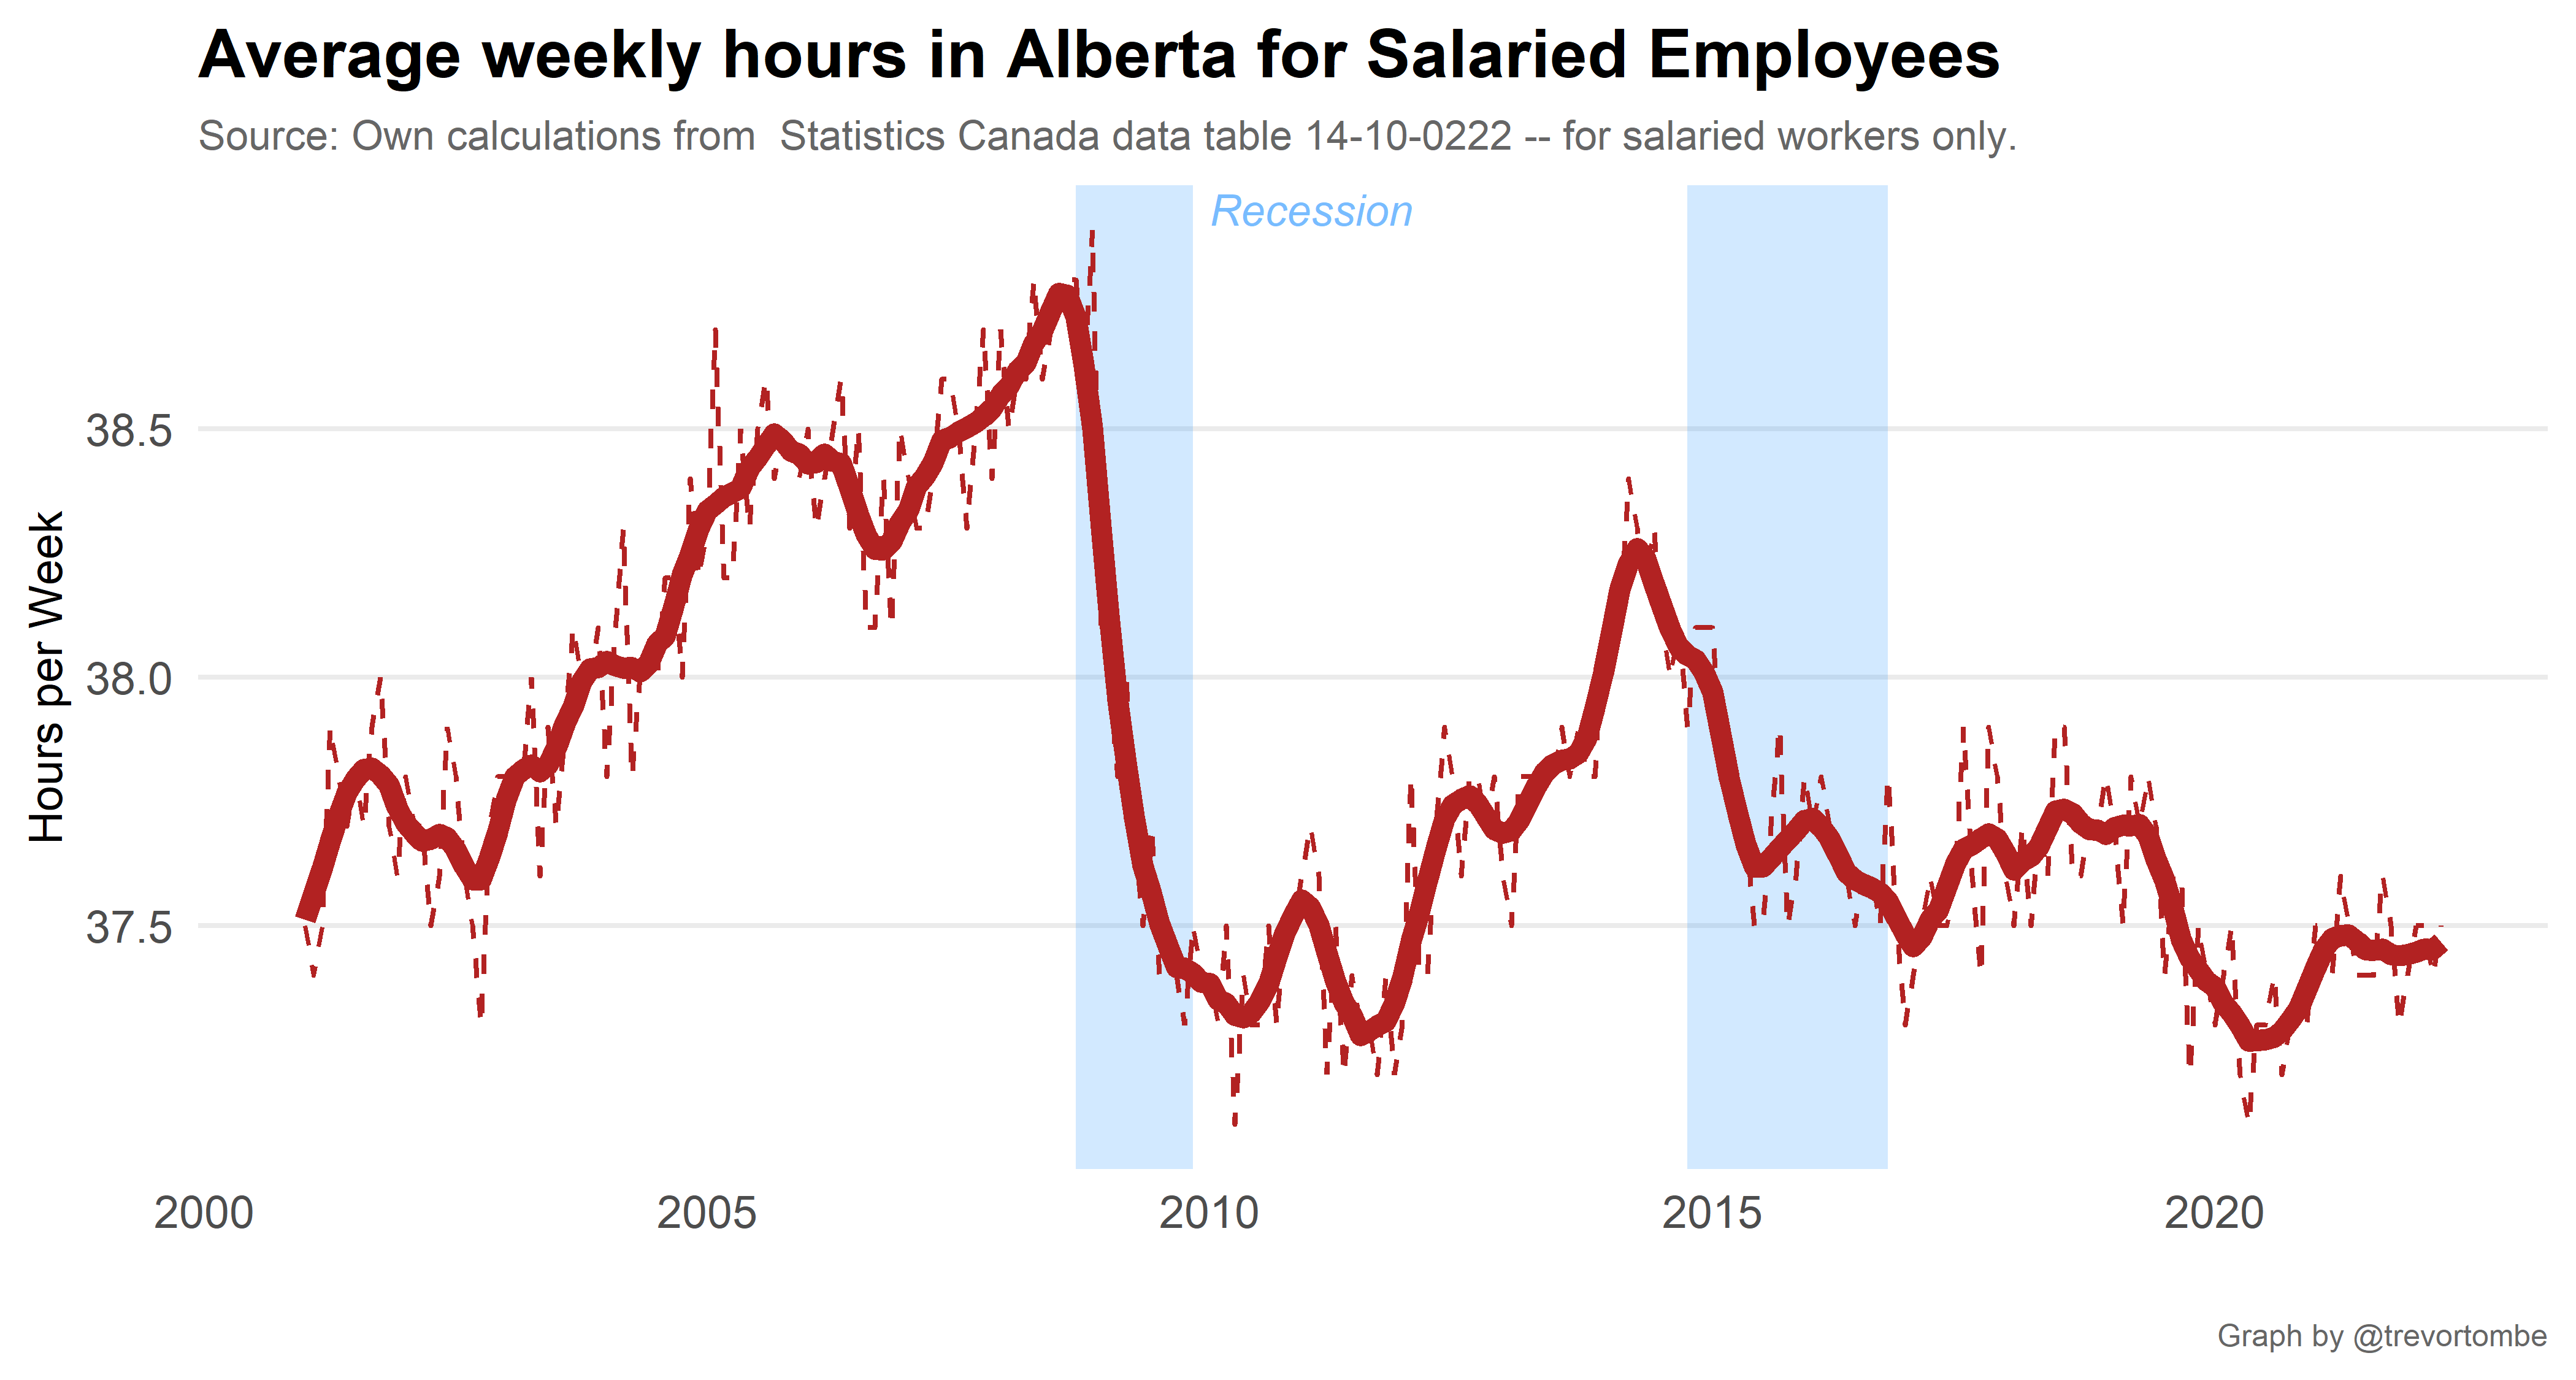 Average weekly hours in Alberta for Salaried Employees
Source: Own calculations from  Statistics Canada data table 14-10-0222 -- for salaried workers only.
Recession
Hours per Week
38.5
38.0
37.5
2000
2005
2010
2015
2020
Graph by @trevortombe